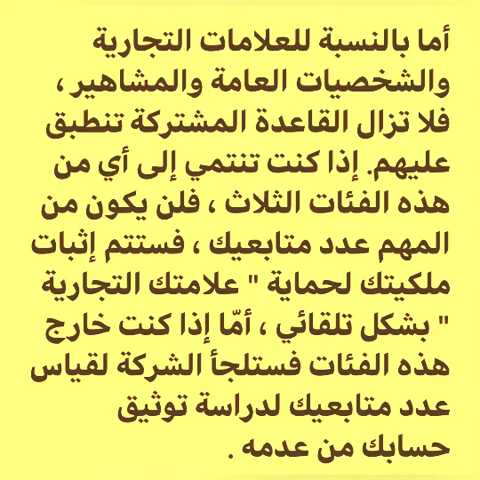 أما بالنسبة للعلامات التجارية
والشخصيات العامة والمشاهير ،
فلا تزال القاعدة المشتركة تنطبق
عليهم. إذا كنت تنتمي إلى أي من
هذه الفئات الثلاث ، فلن يكون من
المهم عدد متابعيك ، فستتم إثبات
ملكيتك لحماية " علامتك التجارية
" بشكل تلقائي ، أمّا إذا كنت خارج
هذه الفئات فستلجأ الشركة لقياس
عدد متابعيك لدراسة توثيق
حسابك من عدمه .